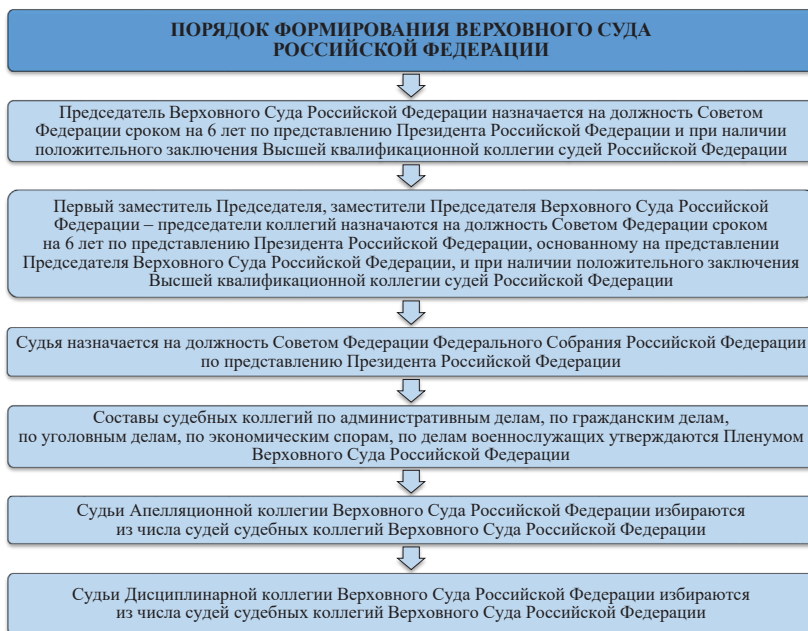 ПОРЯДОК ФОРМИРОВАНИЯ ВЕРХОВНОГО СУДА
РОССИЙСКОЙ ФЕДЕРАЦИИ
Председатель Верховного Суда Российской Федерации назначается на должность Советом
Федерации сроком на 6 лет по представлению Президента Российской Федерации и при наличии
положительного заключения Высшей квалификационной коллегии судей Российской Федерации
Первый заместитель Председателя, заместители Председателя Верховного Суда Российской
Федерации – председатели коллегий назначаются на должность Советом Федерации сроком
на 6 лет по представлению Президента Российской Федерации, основанному на представлении
Председателя Верховного Суда Российской Федерации, и при наличии положительного заключения
Высшей квалификационной коллегии судей Российской Федерации
Судья назначается на должность Советом Федерации Федерального Собрания Российской Федерации
по представлению Президента Российской Федерации
Составы судебных коллегий по административным делам, по гражданским делам,
по уголовным делам, по экономическим спорам, по делам военнослужащих утверждаются Пленумом
Верховного Суда Российской Федерации
Судьи Апелляционной коллегии Верховного Суда Российской Федерации избираются
из числа судей судебных коллегий Верховного Суда Российской Федерации
Судьи Дисциплинарной коллегии Верховного Суда Российской Федерации избираются
из числа судей судебных коллегий Верховного Суда Российской Федерации